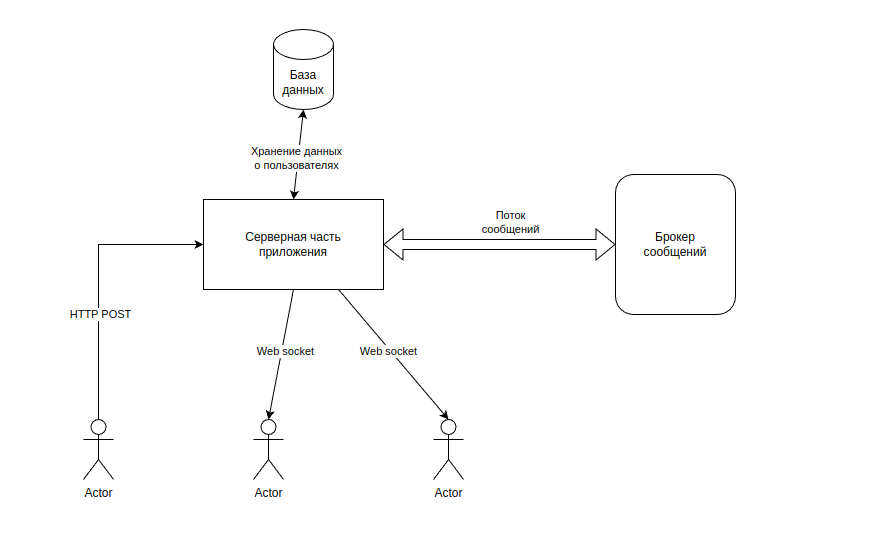 База
данных
Хранение данных
о пользователях
Серверная часть
приложения
Поток
сообщений
Брокер
сообщений
HTTP POST
Web socket
Web socket
Actor
Actor
Actor